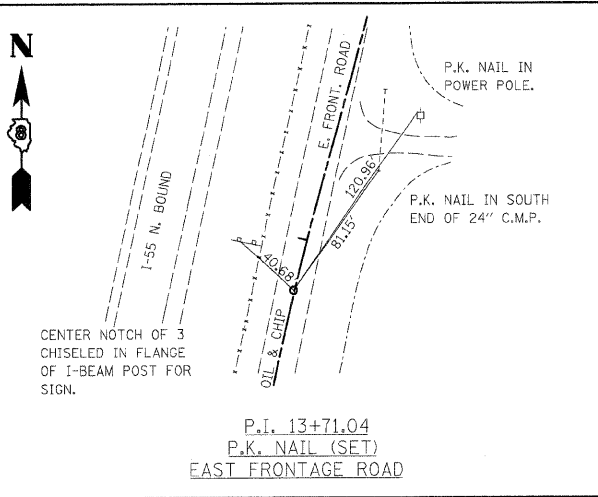 N
8
I-55 N. BOUND
E. FRONT. ROAD
P.K. NAIL IN
POWER POLE.
T
120.96'
P.K. NAIL IN SOUTH
END OF 24" C.M.P.
81.15'
P
40.68'
OIL & CHIP
CENTER NOTCH OF 3
CHISELED IN FLANGE
OF I-BEAM POST FOR
SIGN.
P.I. 13+71.04
P.K. NAIL (SET)
EAST FRONTAGE ROAD